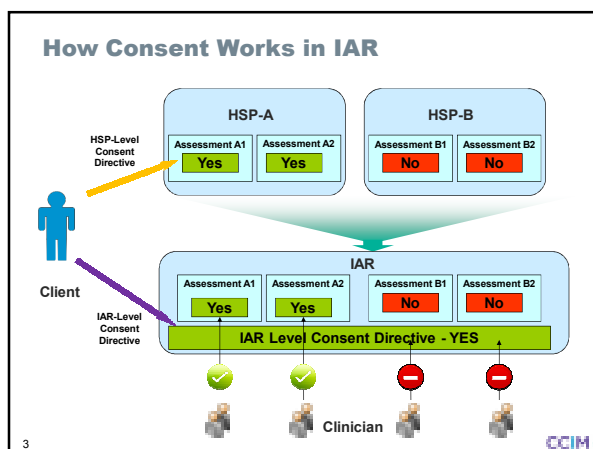 How Consent Works in IAR
HSP-A
HSP-B
HSP-Level
Consent
Directive
Assessment A1
Yes
Assessment A2
Yes
Assessment B1
No
Assessment B2
No
Client
IAR
Assessment A1
Yes
Assessment A2
Yes
Assessment B1
No
Assessment B2
No
IAR-Level
Consent
Directive
IAR Level Consent Directive - YES
Clinician
3
CCIM